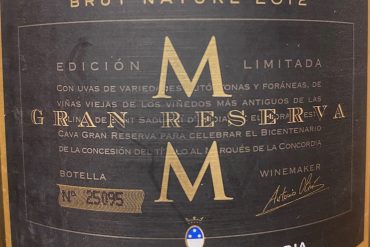 BRUT NATURE 2012
EDICIÓN LIMITADA
M
CON UVAS DE VARIEDADES AUTÓCTONAS Y FORÁNEAS, DE
VIÑAS VIEJAS DE LOS VIÑEDOS MÁS ANTIGUOS DE LAS
GRAN RESERVA
CAVA GRAN RESERVA PARA CELEBRAR EL BICENTENARIO
DE LA CONCESIÓN DEL TÍTULO AL MARQUÉS DE LA CONCORDIA
M
BOTELLA WINEMAKER
Nº 25095